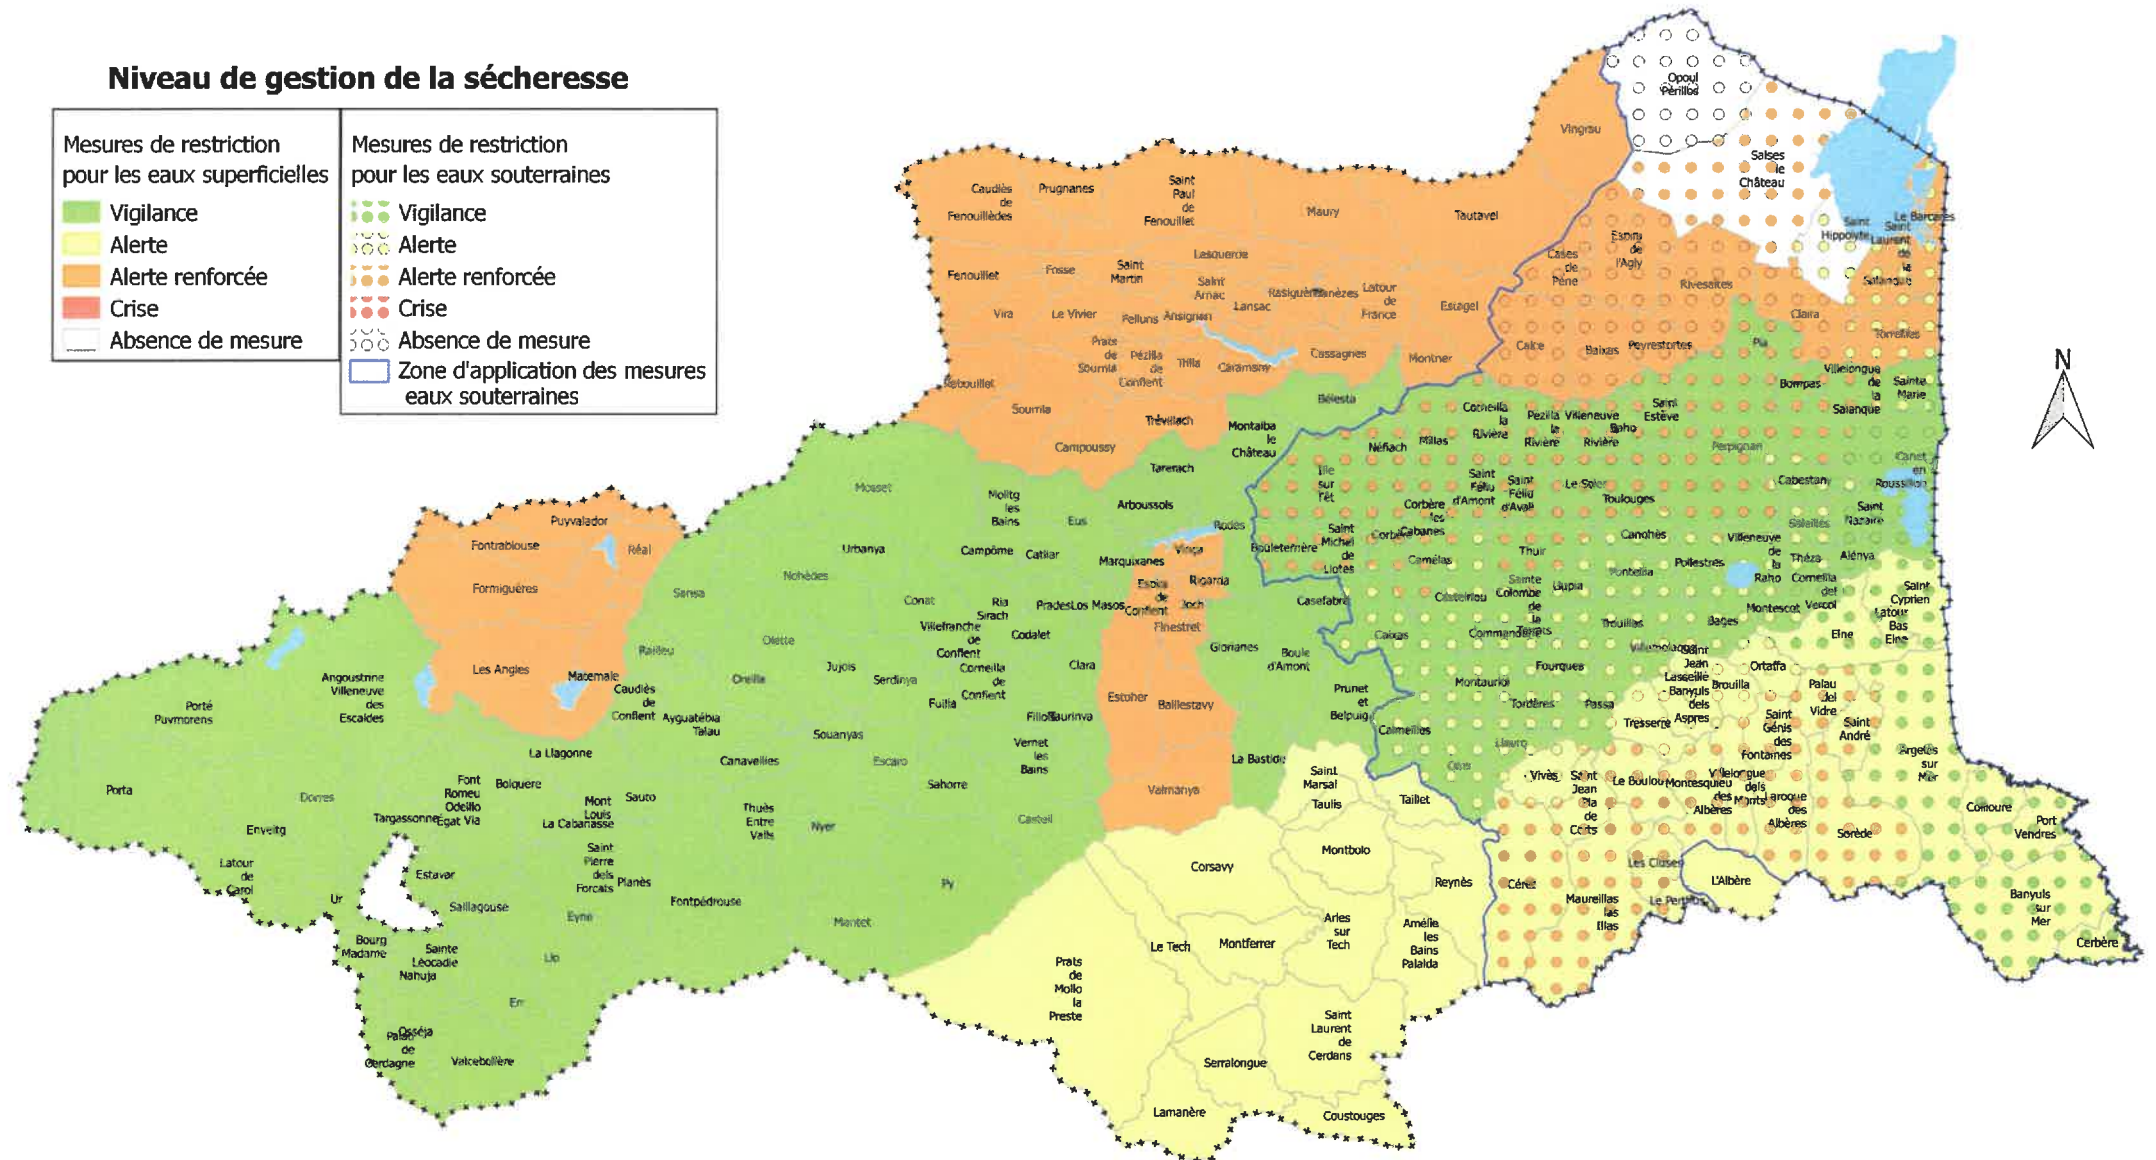 Niveau de gestion de la sécheresse
Mesures de restriction
pour les eaux superficielles
Vigilance
Alerte
Alerte renforcée
Crise
Absence de mesure
Mesures de restriction
pour les eaux souterraines
Vigilance
Alerte
Alerte renforcée
Crise
Absence de mesure
Zone d'application des mesures
eaux souterraines
N
Opoul
Périllos
Vingrau
Salses
le
Château
Le Barcarès
Saint
Hippolyte
Saint
Laurent
de
la
Salanque
Caudiès
de
Fenouillèdes
Prugnanes
Saint
Paul
de
Fenouillet
Maury
Tautavel
Espira
de
l'Agly
Cases
de
Pène
Rivesaltes
Claira
Torreilles
Fenouillet
Fosse
Saint
Martin
Lesquerde
Saint
Arnac
Lansac
Latour
de
France
Estagel
Vira
Le Vivier
Felluns
Ansignan
Prats
de
Sournia
Pézilla
de
Conflent
Trilla
Caramany
Cassagnes
Montner
Calce
Baixas
Peyrestortes
Pia
Rabouillet
Sournia
Trévillach
Campoussy
Bélesta
Montalba
le
Château
Tarerach
Arboussols
Bompas
Villelongue
de
la
Salanque
Sainte
Marie
Corneilla
la
Rivière
Pezilla
la
Rivière
Villeneuve
la
Rivière
Baho
Saint
Estève
Perpignan
Néfiach
Millas
Ille
sur
Têt
Canet
en
Roussillon
Cabestany
Saint
Féliu
d'Amont
Saint
Féliu
d'Avall
Le Soler
Toulouges
Corbère
les
Cabanes
Saint
Nazaire
Saleilles
Canohès
Villeneuve
de
la
Raho
Théza
Alénya
Corneilla
del
Vercol
Saint
Michel
de
Llotes
Bouleternère
Rodès
Camélas
Thuir
Ponteilla
Pollestres
Llupia
Sainte
Colombe
de
la
Castelnou
Terrats
Trouillas
Bages
Montescot
Saint
Cyprien
Latour
Bas
Elne
Elne
Caixas
Casefabre
Fourques
Villemolaque
Saint
Jean
Lasseille
Banyuls
dels
Aspres
Brouilla
Ortaffa
Palau
del
Vidre
Montauriol
Tordères
Passa
Tresserre
Saint
Génis
des
Fontaines
Saint
André
Argelès
sur
Mer
Calmeilles
Llauro
Oms
Vivès
Saint
Jean
Pla
de
Corts
Le Boulou
Montesquieu
des
Albères
Villelongue
dels
Monts
Laroque
des
Albères
Sorède
Collioure
Port
Vendres
Banyuls
sur
Mer
Cerbère
L'Albère
Les Cluses
Le Perthus
Céret
Maureillas
las
Illas
Mosset
Molitg
les
Bains
Eus
Urbanya
Campôme
Catllar
Marquixanes
Vinça
Rigarda
Espira
de
Conflent
Joch
Finestret
Nohèdes
Conat
Ria
Sirach
Prades
Los Masos
Villefranche
de
Conflent
Codalet
Glorianes
Boule
d'Amont
Prunet
et
Belpuig
Olette
Jujols
Serdinya
Corneilla
de
Conflent
Clara
Estoher
Baillestavy
Oreilla
Fuilla
Fillols
Taurinya
Souanyas
Vernet
les
Bains
Escaro
Sahorre
Casteil
Valmanya
La Bastide
Canavellies
Thuès
Entre
Valls
Nyer
Py
Mantet
Puyvalador
Fontrabiouse
Réal
Formiguères
Les Angles
Matemale
Sansa
Railleu
Caudiès
de
Conflent
Ayguatébia
Talau
Angoustrine
Villeneuve
des
Escaldes
Porté
Puymorens
Porta
La Llagonne
Font
Romeu
Odeillo
Via
Bolquere
Mont
Louis
La Cabanasse
Sauto
Dorres
Enveitg
Targassonne
Egat
Latour
de
Carol
Ur
Estavar
Saillagouse
Saint
Pierre
dels
Forcats
Planès
Eyne
Fontpédrouse
Bourg
Madame
Sainte
Léocadie
Nahuja
Llo
Err
Osséja
Palau
de
Cerdagne
Valcebollère
Saint
Marsal
Taulis
Taillet
Corsavy
Montbolo
Reynès
Le Tech
Montferrer
Arles
sur
Tech
Amélie
les
Bains
Palalda
Prats
de
Mollo
la
Preste
Saint
Laurent
de
Cerdans
Serralongue
Lamanère
Coustouges